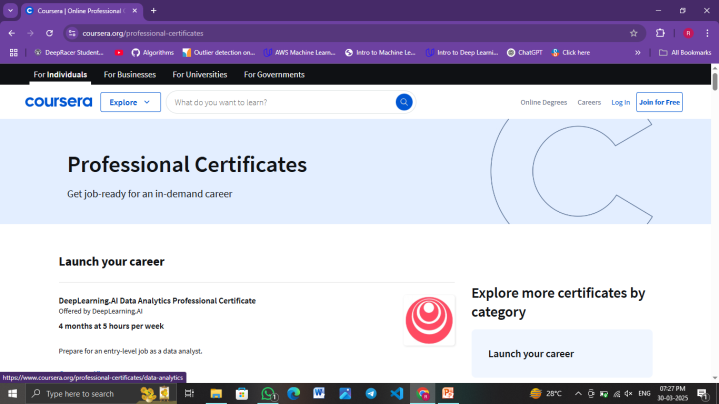 Coursera | Online Professional C
coursera.org/professional-certificates
R
DeepRacer Student...
Algorithms
Outlier detection on...
AWS Machine Learn...
Intro to Machine Le...
Intro to Deep Learni...
ChatGPT
Click here
All Bookmarks
For Individuals
For Businesses
For Universities
For Governments
coursera
Explore
What do you want to learn?
Online Degrees
Careers
Log In
Join for Free
Professional Certificates
Get job-ready for an in-demand career
Launch your career
DeepLearning.AI Data Analytics Professional Certificate
Offered by DeepLearning.AI
4 months at 5 hours per week
Prepare for an entry-level job as a data analyst.
Explore more certificates by
category
Launch your career
https://www.coursera.org/professional-certificates/data-analytics
Type here to search
28°C
ENG
07:27 PM
30-03-2025